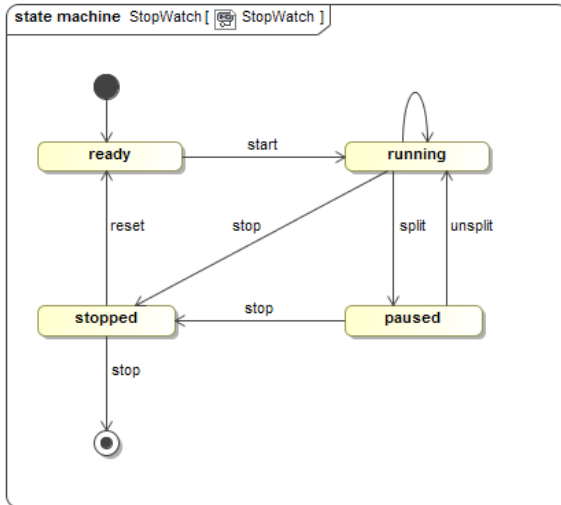 state machine StopWatch [ StopWatch ]
ready
start
running
reset
stop
split
unsplit
stopped
stop
paused
stop